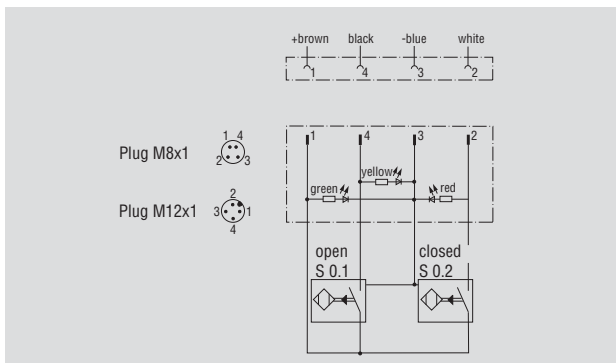 +brown black -blue white
1 4 3 2
1 4 3 2
Plug M8x1
1 4
2 3
yellow
green
red
Plug M12x1
2
3 1
4
open closed
S 0.1 S 0.2